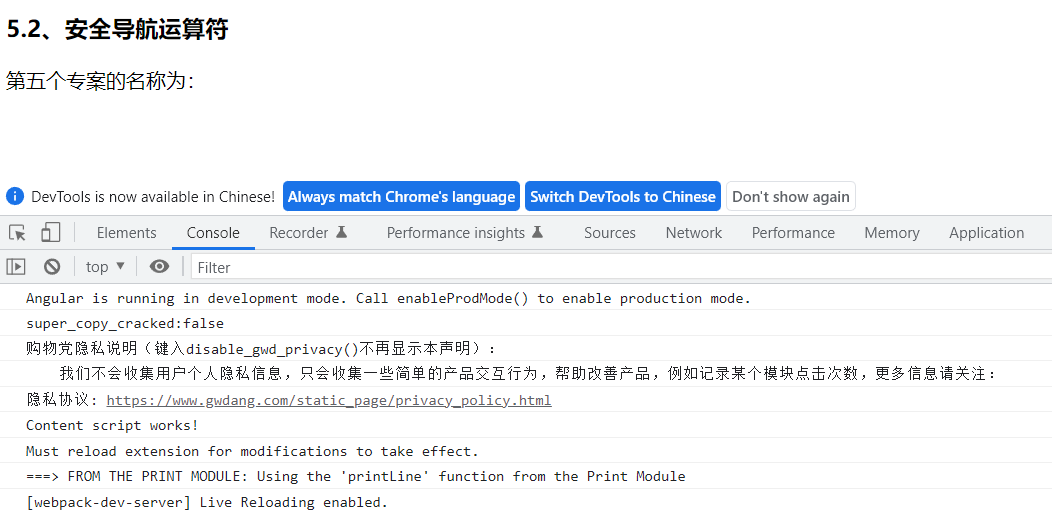 5.2、安全导航运算符
第五个专案的名称为：
DevTools is now available in Chinese! Always match Chrome's language Switch DevTools to Chinese Don't show again
Elements Console Recorder Performance insights Sources Network Performance Memory Application
top Filter
Angular is running in development mode. Call enableProdMode() to enable production mode.
super_copy_cracked:false
购物党隐私说明（键入disable_gwd_privacy()不再显示本声明）：
我们不会收集用户个人隐私信息，只会收集一些简单的产品交互行为，帮助改善产品，例如记录某个模块点击次数，更多信息请关注：
隐私协议: https://www.gwdang.com/static_page/privacy_policy.html
Content script works!
Must reload extension for modifications to take effect.
===> FROM THE PRINT MODULE: Using the 'printLine' function from the Print Module
[webpack-dev-server] Live Reloading enabled.